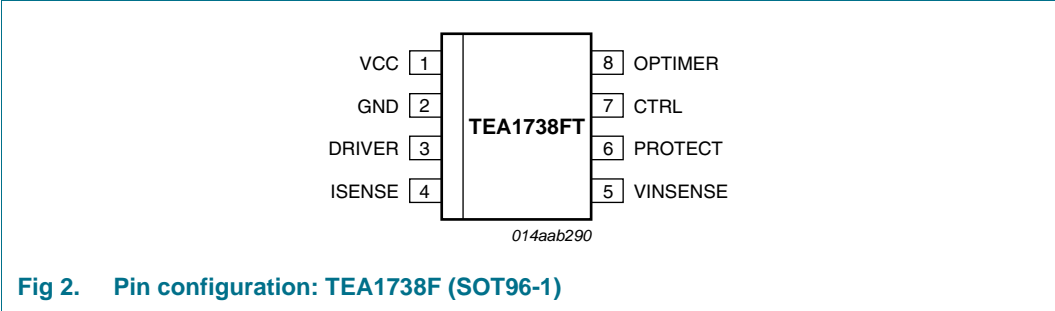 VCC 1
GND 2
DRIVER 3
ISENSE 4
TEA1738FT
8 OPTIMER
7 CTRL
6 PROTECT
5 VINSENSE
014aab290
Fig 2. Pin configuration: TEA1738F (SOT96-1)